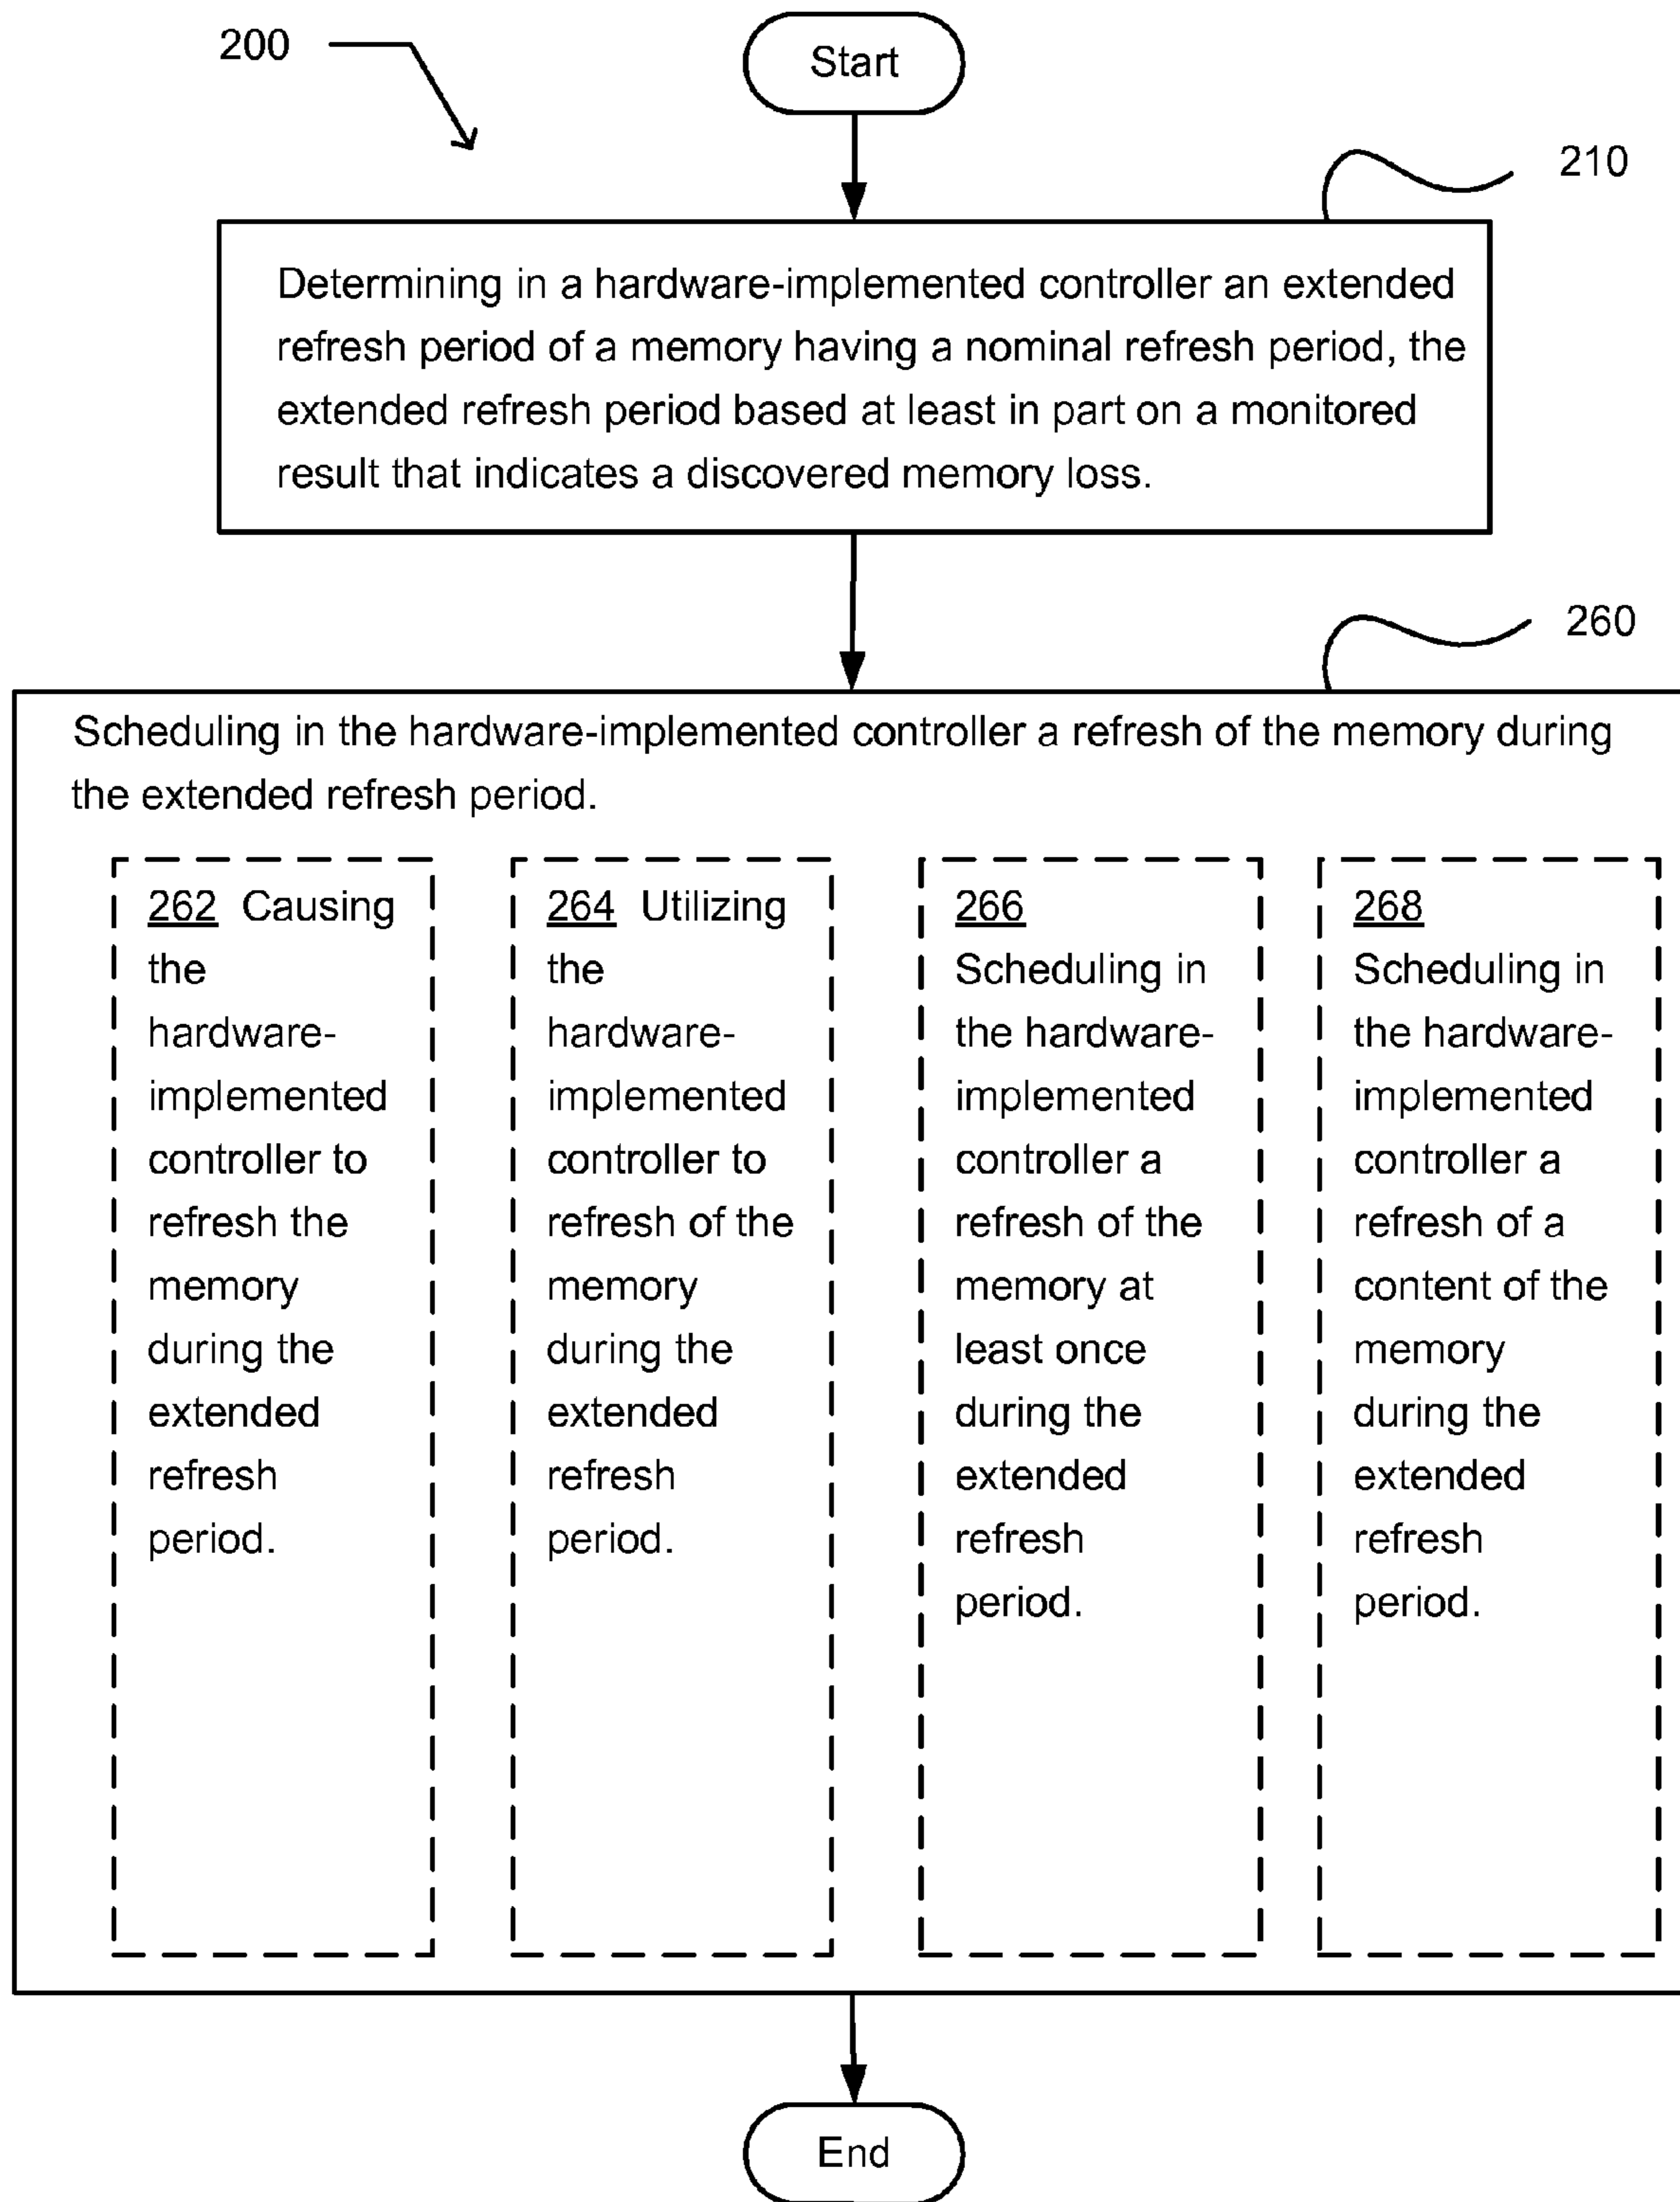 200
Start
210
Determining in a hardware-implemented controller an extended
refresh period of a memory having a nominal refresh period, the
extended refresh period based at least in part on a monitored
result that indicates a discovered memory loss.
260
Scheduling in the hardware-implemented controller a refresh of the memory during
the extended refresh period.
262 Causing
the
hardware-
implemented
controller to
refresh the
memory
during the
extended
refresh
period.
264 Utilizing
the
hardware-
implemented
controller to
refresh of the
memory
during the
extended
refresh
period.
266
Scheduling in
the hardware-
implemented
controller a
refresh of the
memory at
least once
during the
extended
refresh
period.
268
Scheduling in
the hardware-
implemented
controller a
refresh of a
content of the
memory
during the
extended
refresh
period.
End